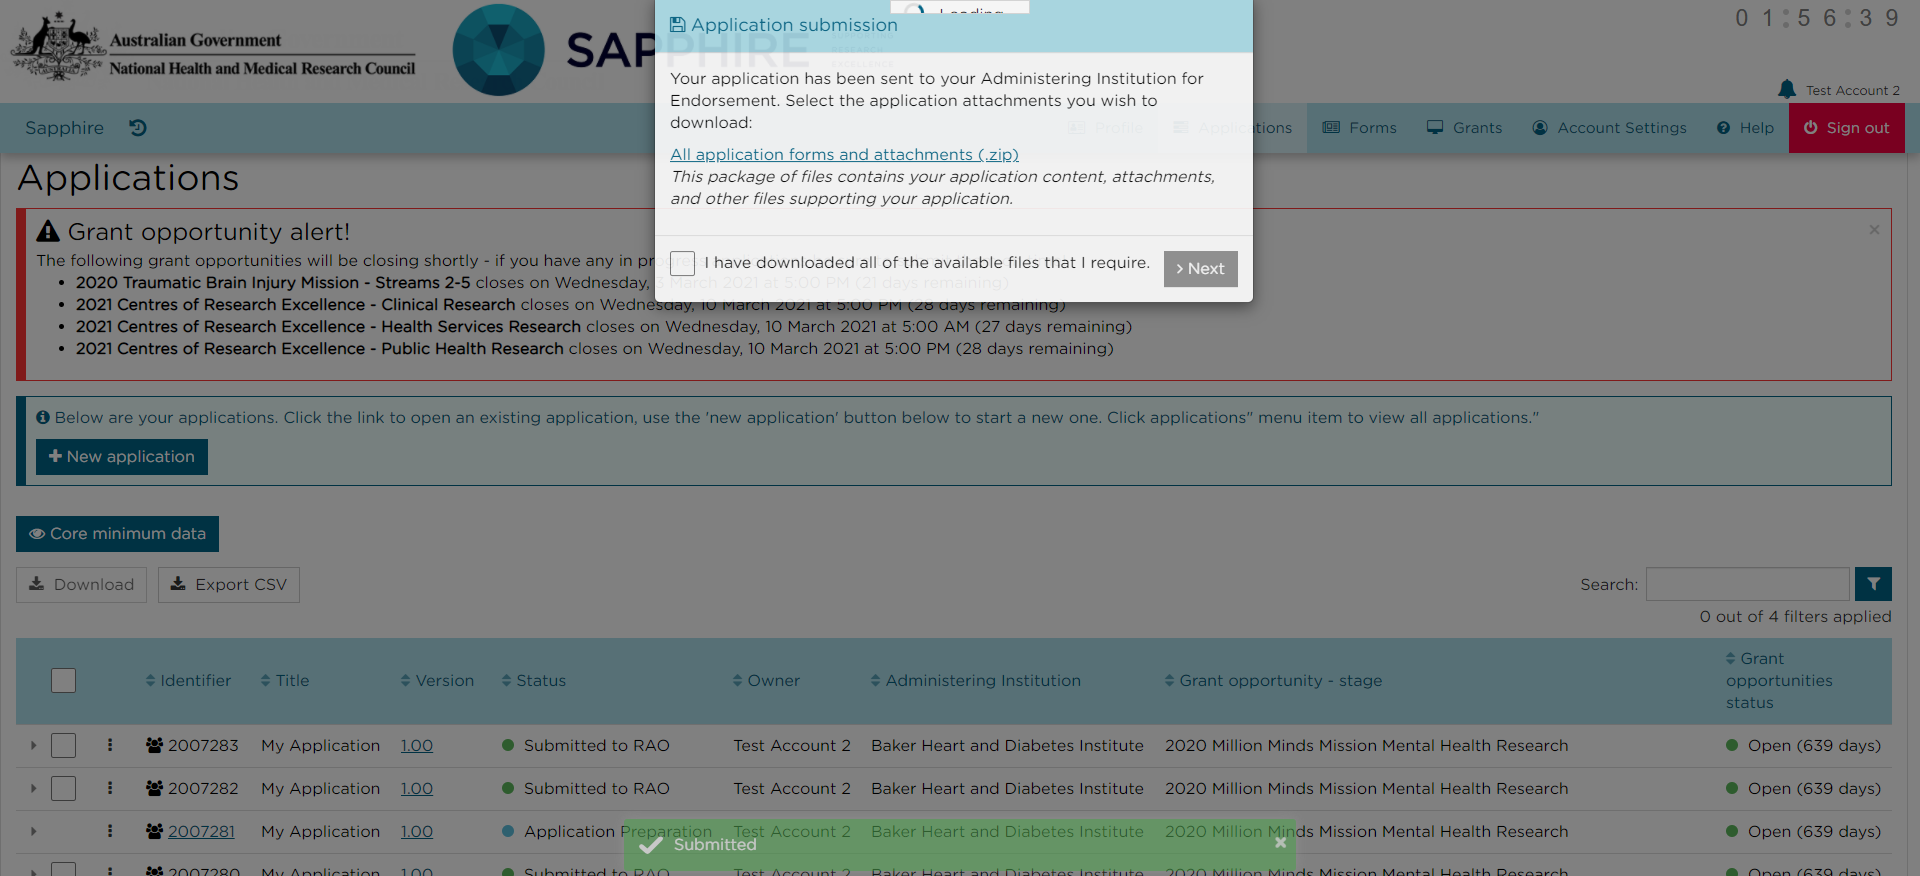 Australian Government
National Health and Medical Research Council
SAPPHIRE
01:56:39
Test Account 2
Sapphire
Profile
Applications
Forms
Grants
Account Settings
Help
Sign out
Application submission
Your application has been sent to your Administering Institution for
Endorsement. Select the application attachments you wish to
download:
All application forms and attachments (.zip)
This package of files contains your application content, attachments,
and other files supporting your application.
I have downloaded all of the available files that I require.
Next
Applications
Grant opportunity alert!
The following grant opportunities will be closing shortly - if you have any in
• 2020 Traumatic Brain Injury Mission - Streams 2-5 closes on Wednesday, 3 March 2021 at 5:00 PM (21 days remaining)
• 2021 Centres of Research Excellence - Clinical Research closes on Wednesday, 10 March 2021 at 5:00 PM (28 days remaining)
• 2021 Centres of Research Excellence - Health Services Research closes on Wednesday, 10 March 2021 at 5:00 AM (27 days remaining)
• 2021 Centres of Research Excellence - Public Health Research closes on Wednesday, 10 March 2021 at 5:00 PM (28 days remaining)
Below are your applications. Click the link to open an existing application, use the 'new application' button below to start a new one. Click applications" menu item to view all applications."
New application
Core minimum data
Download Export CSV Search:
0 out of 4 filters applied
Identifier Title Version Status Owner Administering Institution Grant opportunity - stage Grant
opportunities
status
2007283 My Application 1.00 Submitted to RAO Test Account 2 Baker Heart and Diabetes Institute 2020 Million Minds Mission Mental Health Research Open (639 days)
2007282 My Application 1.00 Submitted to RAO Test Account 2 Baker Heart and Diabetes Institute 2020 Million Minds Mission Mental Health Research Open (639 days)
2007281 My Application 1.00 Application Preparation Test Account 2 Baker Heart and Diabetes Institute 2020 Million Minds Mission Mental Health Research Open (639 days)
Submitted
2007280 My Application 1.00 Submitted to RAO Test Account 2 Baker Heart and Diabetes Institute 2020 Million Minds Mission Mental Health Research Open (639 days)